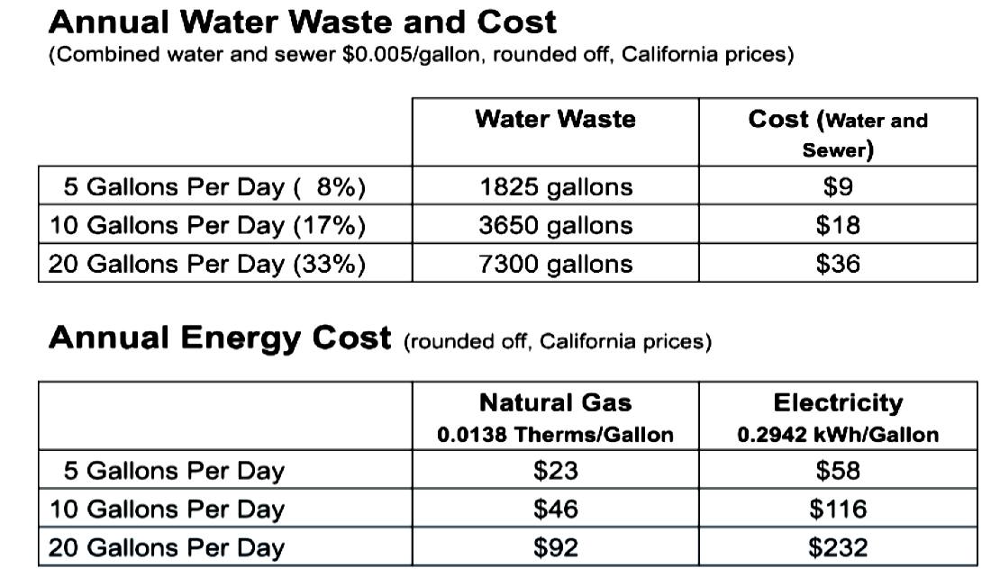 Annual Water Waste and Cost
(Combined water and sewer $0.005/gallon, rounded off, California prices)
Water Waste Cost (Water and
Sewer)
5 Gallons Per Day ( 8%) 1825 gallons $9
10 Gallons Per Day (17%) 3650 gallons $18
20 Gallons Per Day (33%) 7300 gallons $36
Annual Energy Cost (rounded off, California prices)
Natural Gas Electricity
0.0138 Therms/Gallon 0.2942 kWh/Gallon
5 Gallons Per Day $23 $58
10 Gallons Per Day $46 $116
20 Gallons Per Day $92 $232